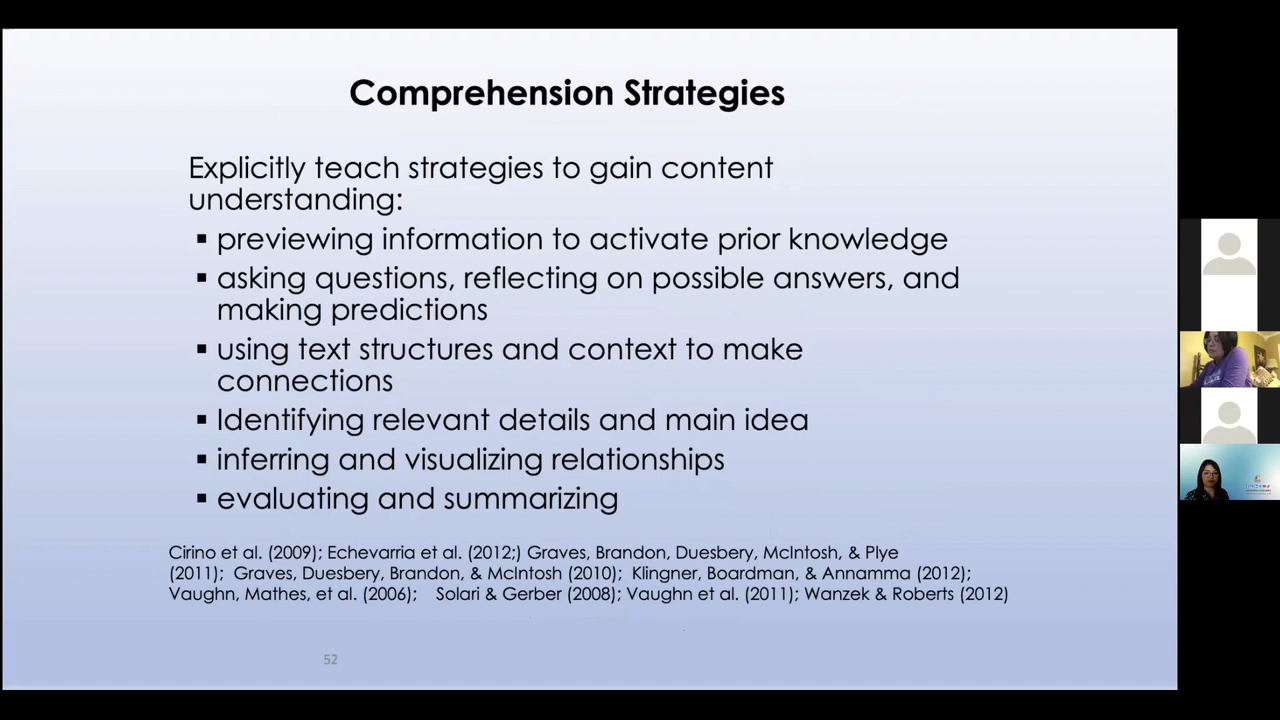 Comprehension Strategies
Explicitly teach strategies to gain content
understanding:
▪ previewing information to activate prior knowledge
▪ asking questions, reflecting on possible answers, and
making predictions
▪ using text structures and context to make
connections
▪ Identifying relevant details and main idea
▪ inferring and visualizing relationships
▪ evaluating and summarizing
Cirino et al. (2009); Echevarria et al. (2012;) Graves, Brandon, Duesbery, McIntosh, & Plye
(2011); Graves, Duesbery, Brandon, & McIntosh (2010); Klingner, Boardman, & Annamma (2012);
Vaughn, Mathes, et al. (2006); Solari & Gerber (2008); Vaughn et al. (2011); Wanzek & Roberts (2012)
52